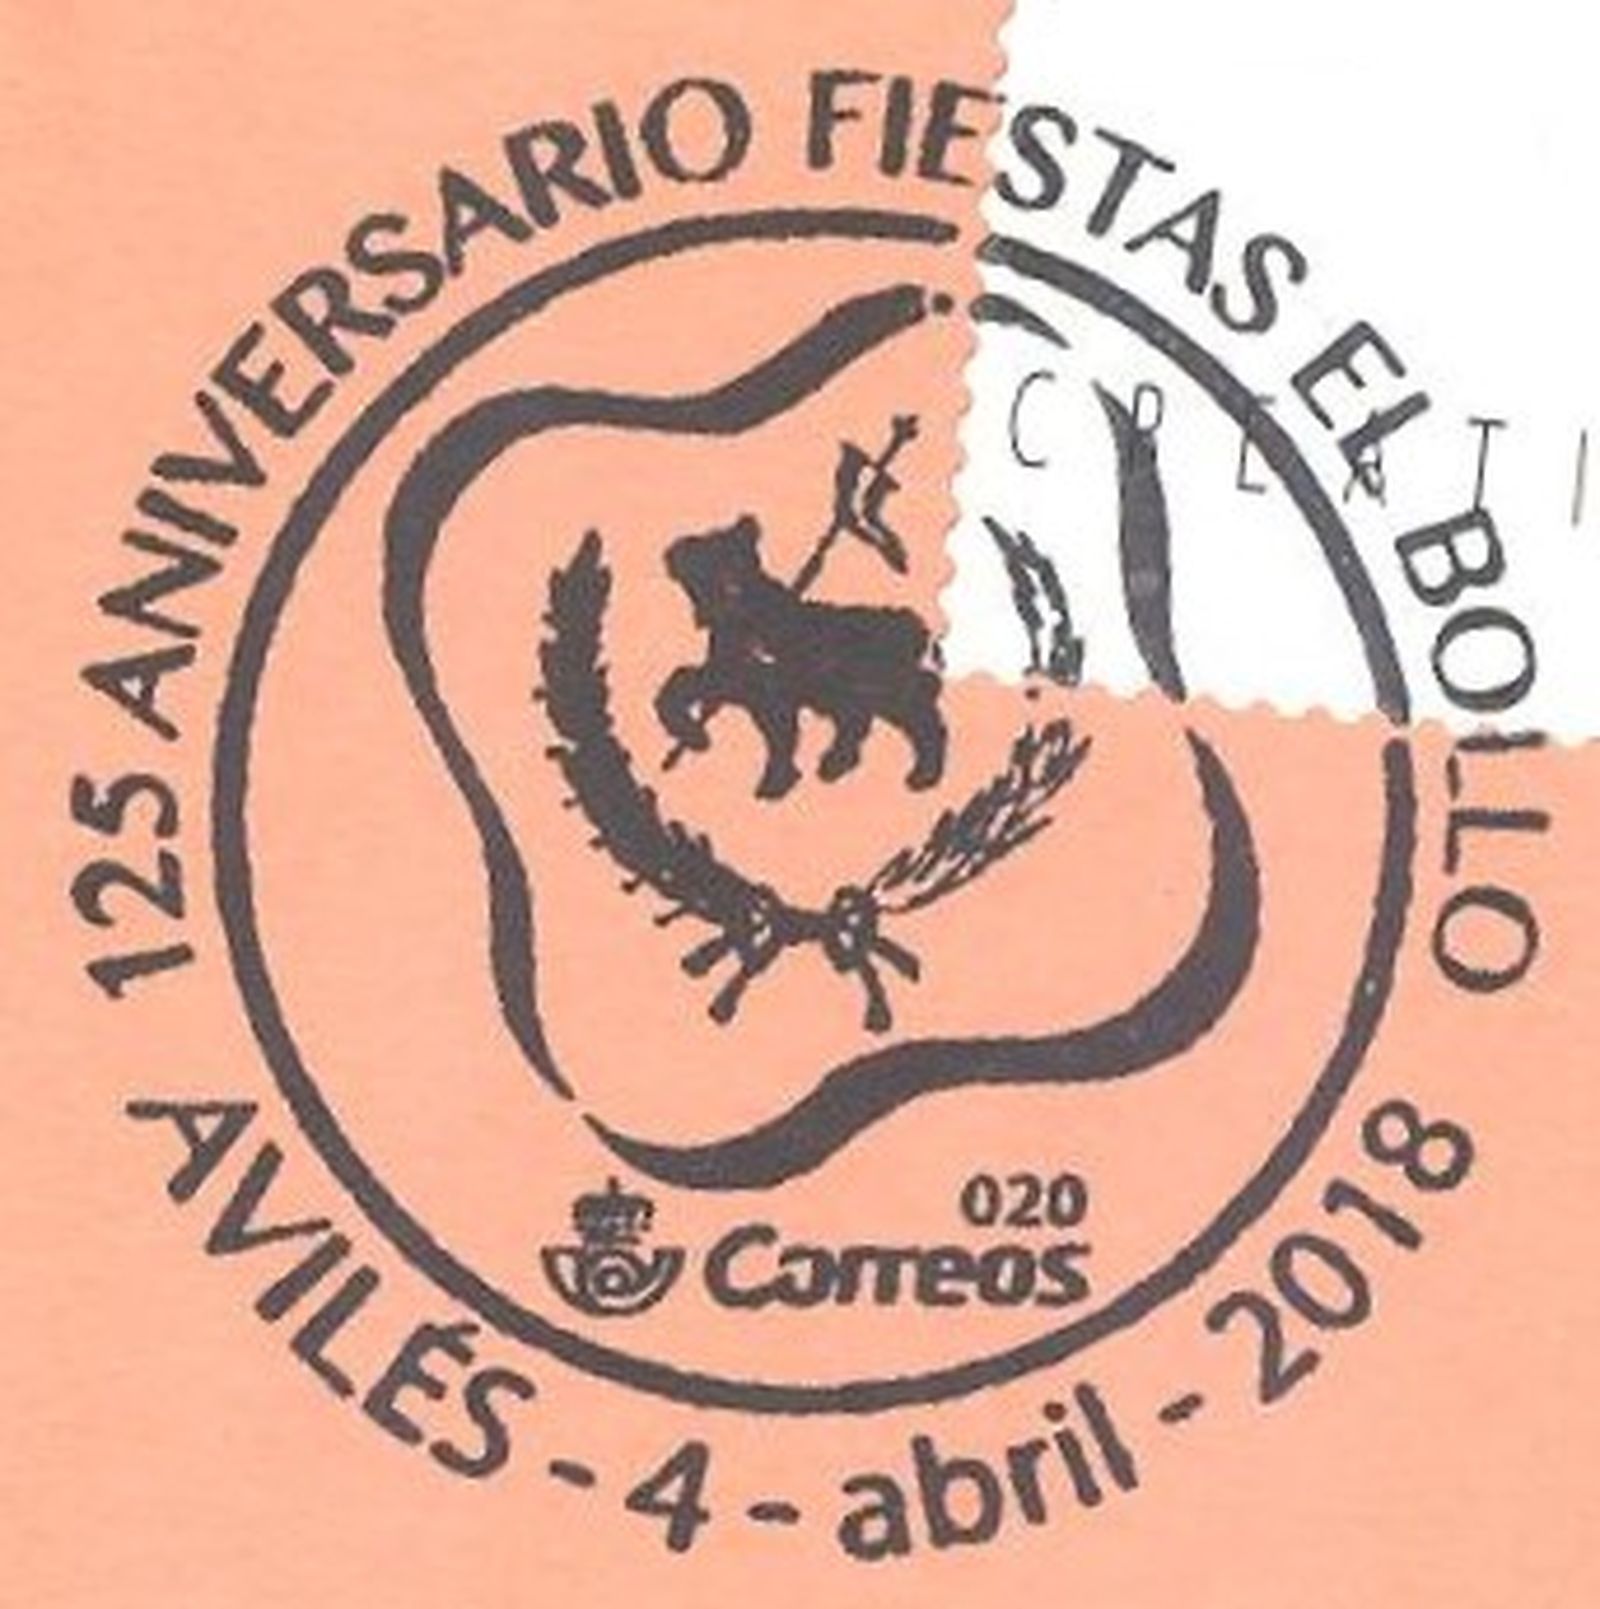 125 ANIVERSARIO FIESTAS EL BOLLO
020
Correos
AVILÉS - 4 - abril - 2018